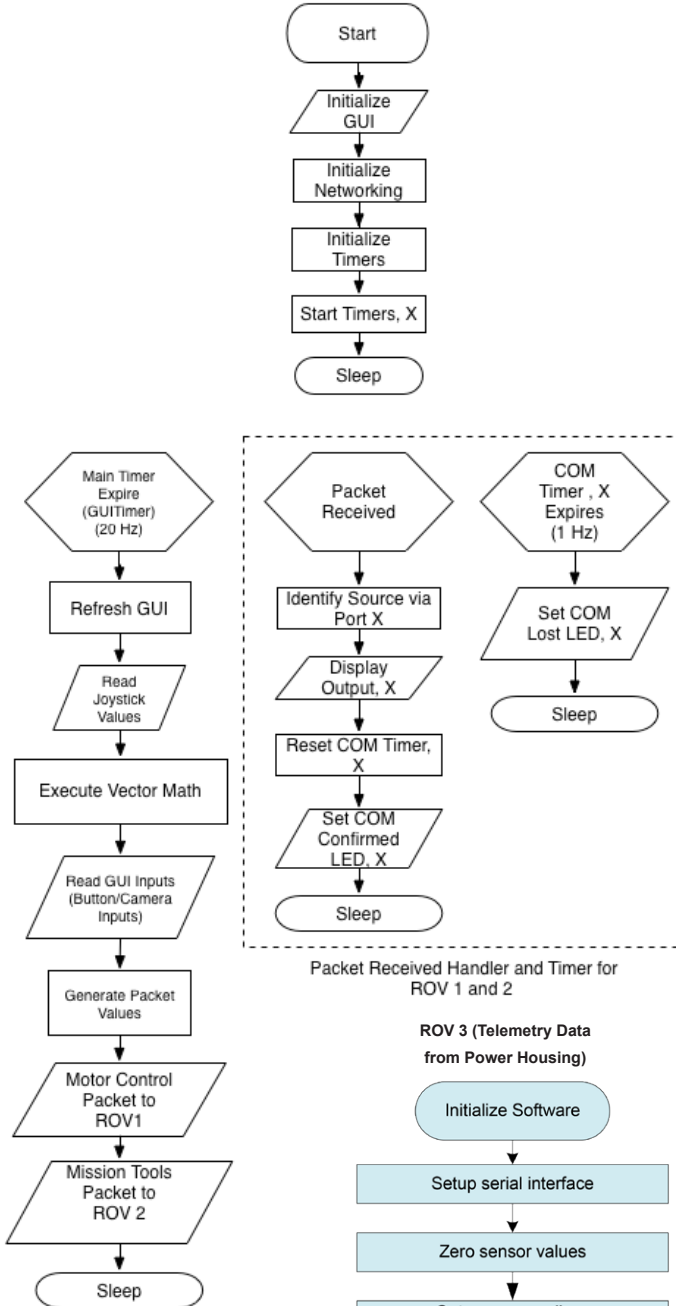 Start
Initialize
GUI
Initialize
Networking
Initialize
Timers
Start Timers, X
Sleep
Main Timer
Expire
(GUITimer)
(20 Hz)
Refresh GUI
Read
Joystick
Values
Execute Vector Math
Read GUI Inputs
(Button/Camera
Inputs)
Generate Packet
Values
Motor Control
Packet to
ROV1
Mission Tools
Packet to
ROV 2
Sleep
Packet
Received
Identify Source via
Port X
Display
Output, X
Reset COM Timer,
X
Set COM
Confirmed
LED, X
Sleep
COM
Timer , X
Expires
(1 Hz)
Set COM
Lost LED, X
Sleep
Packet Received Handler and Timer for
ROV 1 and 2
ROV 3 (Telemetry Data
from Power Housing)
Initialize Software
Setup serial interface
Zero sensor values